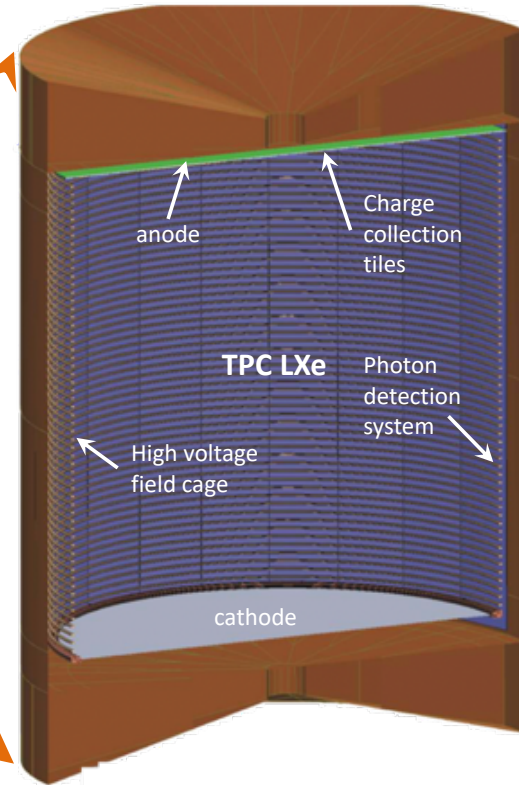 anode
Charge
collection
tiles
TPC LXe
Photon
detection
system
High voltage
field cage
cathode